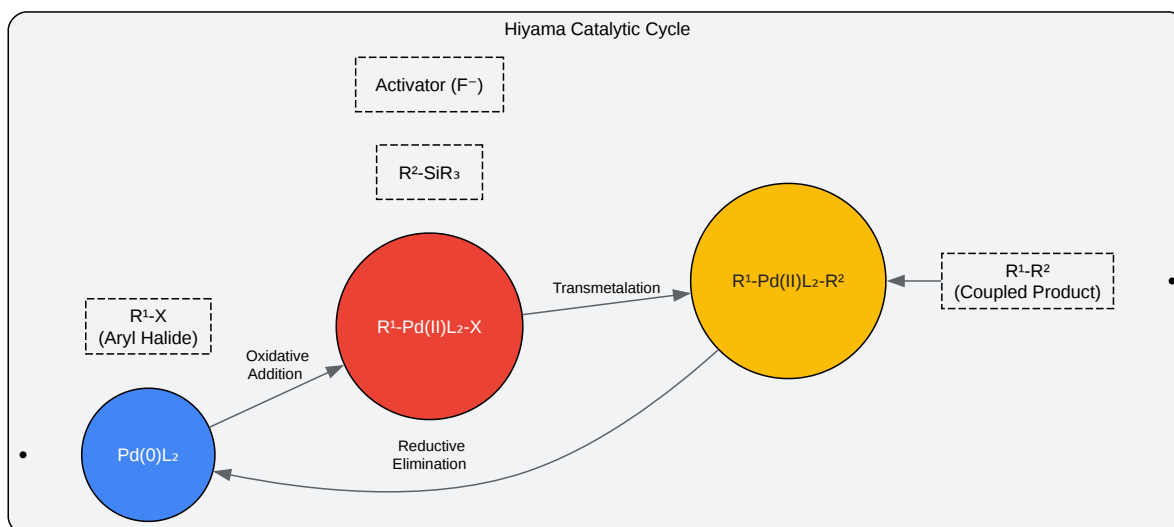 Hiyama Catalytic Cycle
Activator (F⁻)
R²-SiR₃
R¹-X
(Aryl Halide)
Oxidative
Addition
Pd(0)L₂
R¹-Pd(II)L₂-X
Transmetalation
R¹-Pd(II)L₂-R²
R¹-R²
(Coupled Product)
Reductive
Elimination